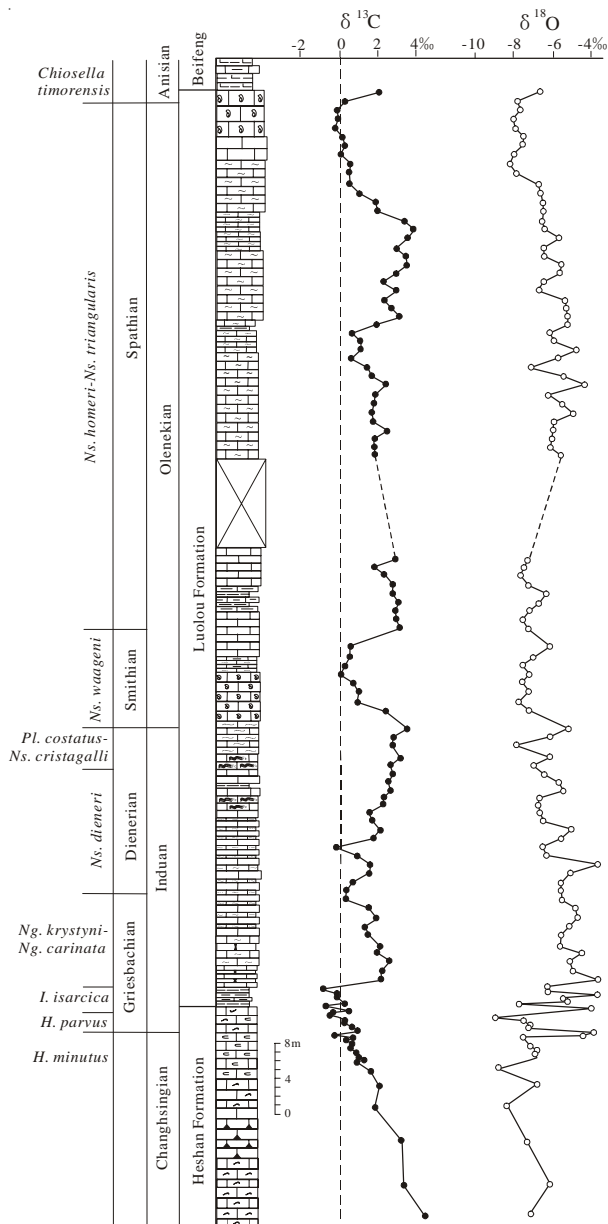 δ 13C
δ 18O
-2 0 2 4‰
-10 -8 -6 -4‰
Chiosella
timorensis
Anisian
Beifeng
Ns. homeri-Ns. triangularis
Spathian
Olenekian
Luolou Formation
Ns. waageni
Smithian
Pl. costatus-
Ns. cristagalli
Ns. dieneri
Dienerian
Induan
Ng. krystyni-
Ng. carinata
Griesbachian
I. isarcica
H. parvus
H. minutus
Changhsingian
Heshan Formation
8m
4
0